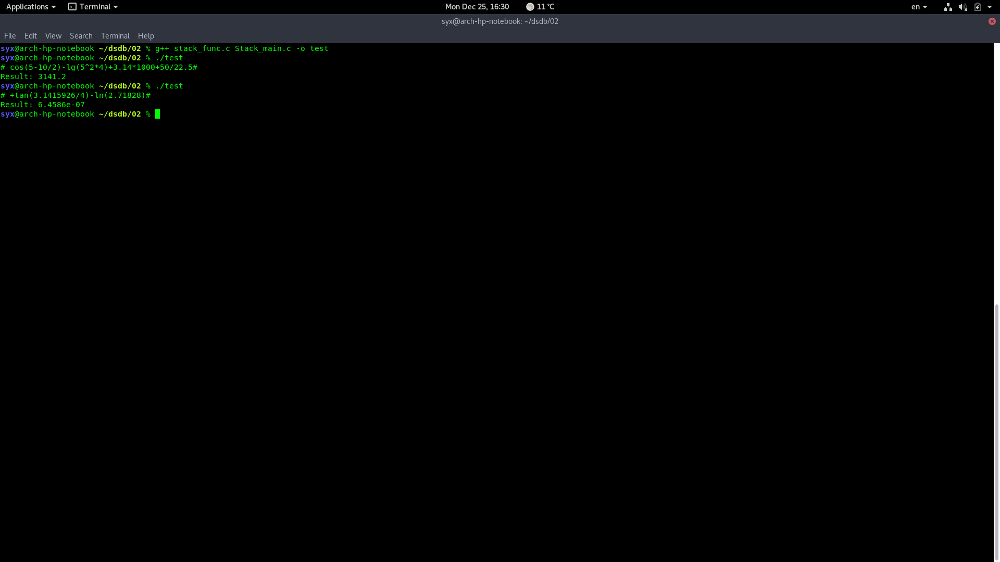 Applications Terminal Mon Dec 25, 16:30 11 °C en
syx@arch-hp-notebook: ~/dsdb/02
File Edit View Search Terminal Help
syx@arch-hp-notebook ~/dsdb/02 % g++ stack_func.c Stack_main.c -o test
syx@arch-hp-notebook ~/dsdb/02 % ./test
# cos(5-10/2)-lg(5^2*4)+3.14*1000+50/22.5#
Result: 3141.2
syx@arch-hp-notebook ~/dsdb/02 % ./test
# +tan(3.1415926/4)-ln(2.71828)#
Result: 6.4586e-07
syx@arch-hp-notebook ~/dsdb/02 %